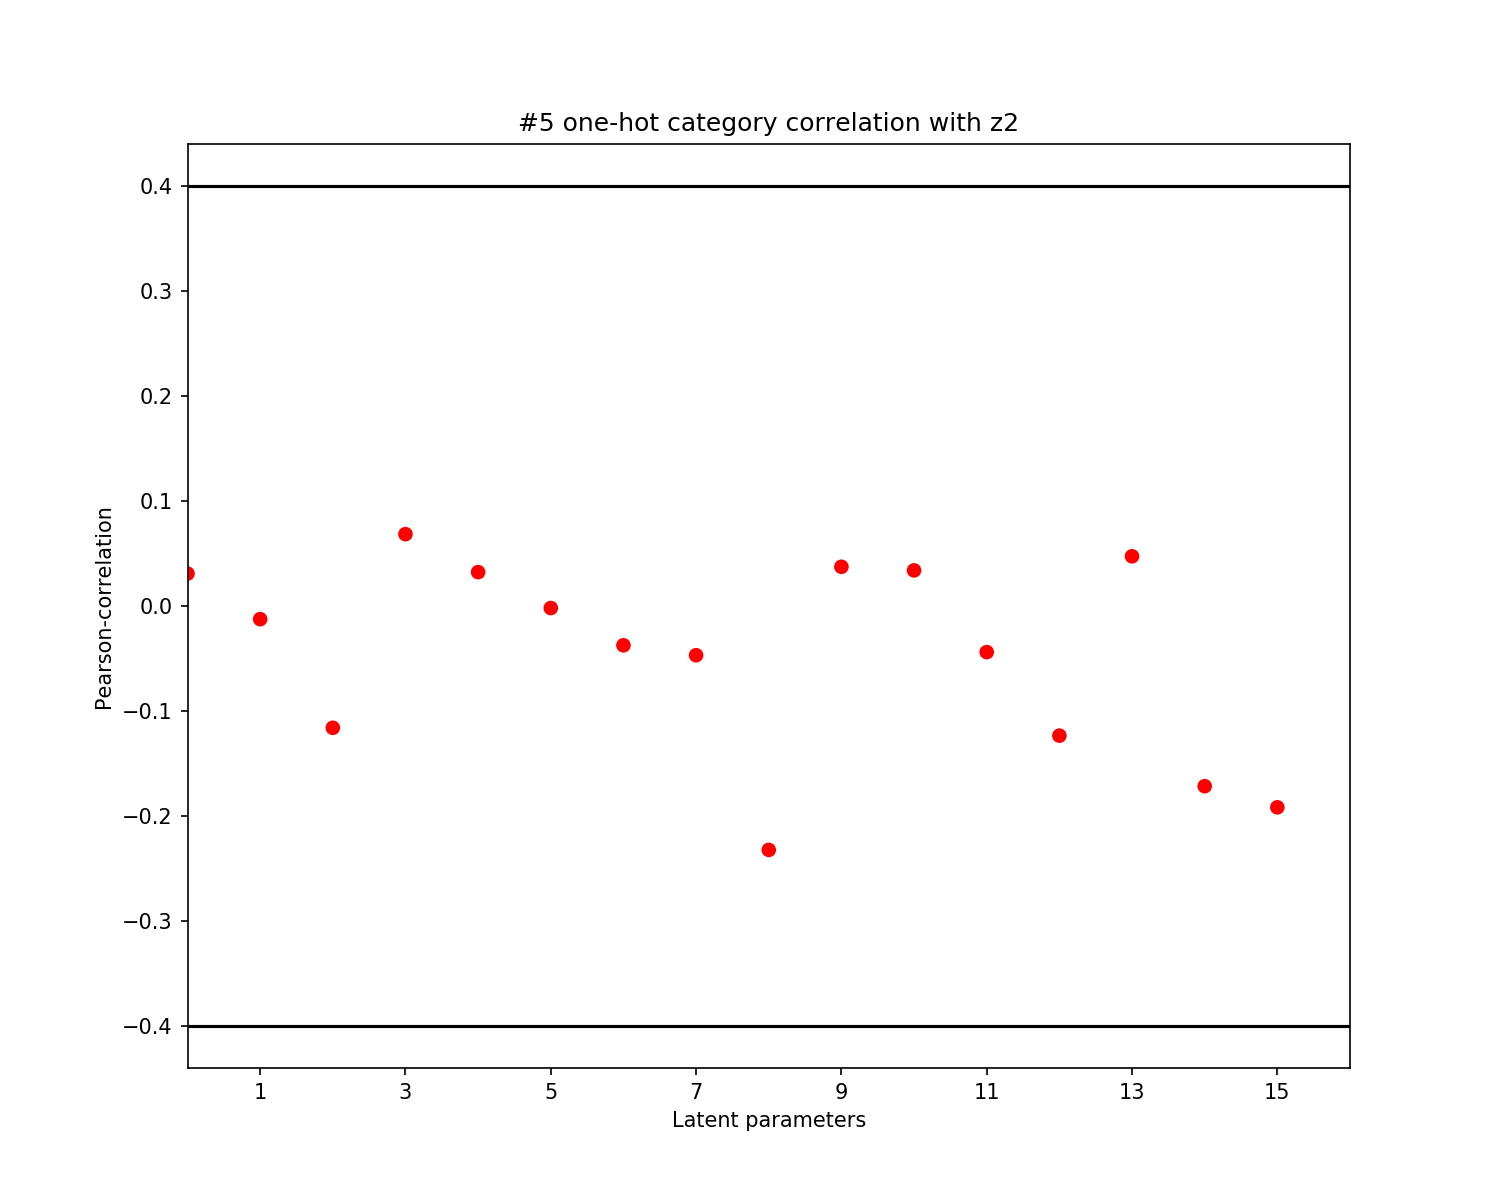 #5 one-hot category correlation with z2
0.4
0.3
0.2
0.1
0.0
−0.1
−0.2
−0.3
−0.4
Pearson-correlation
1 3 5 7 9 11 13 15
Latent parameters